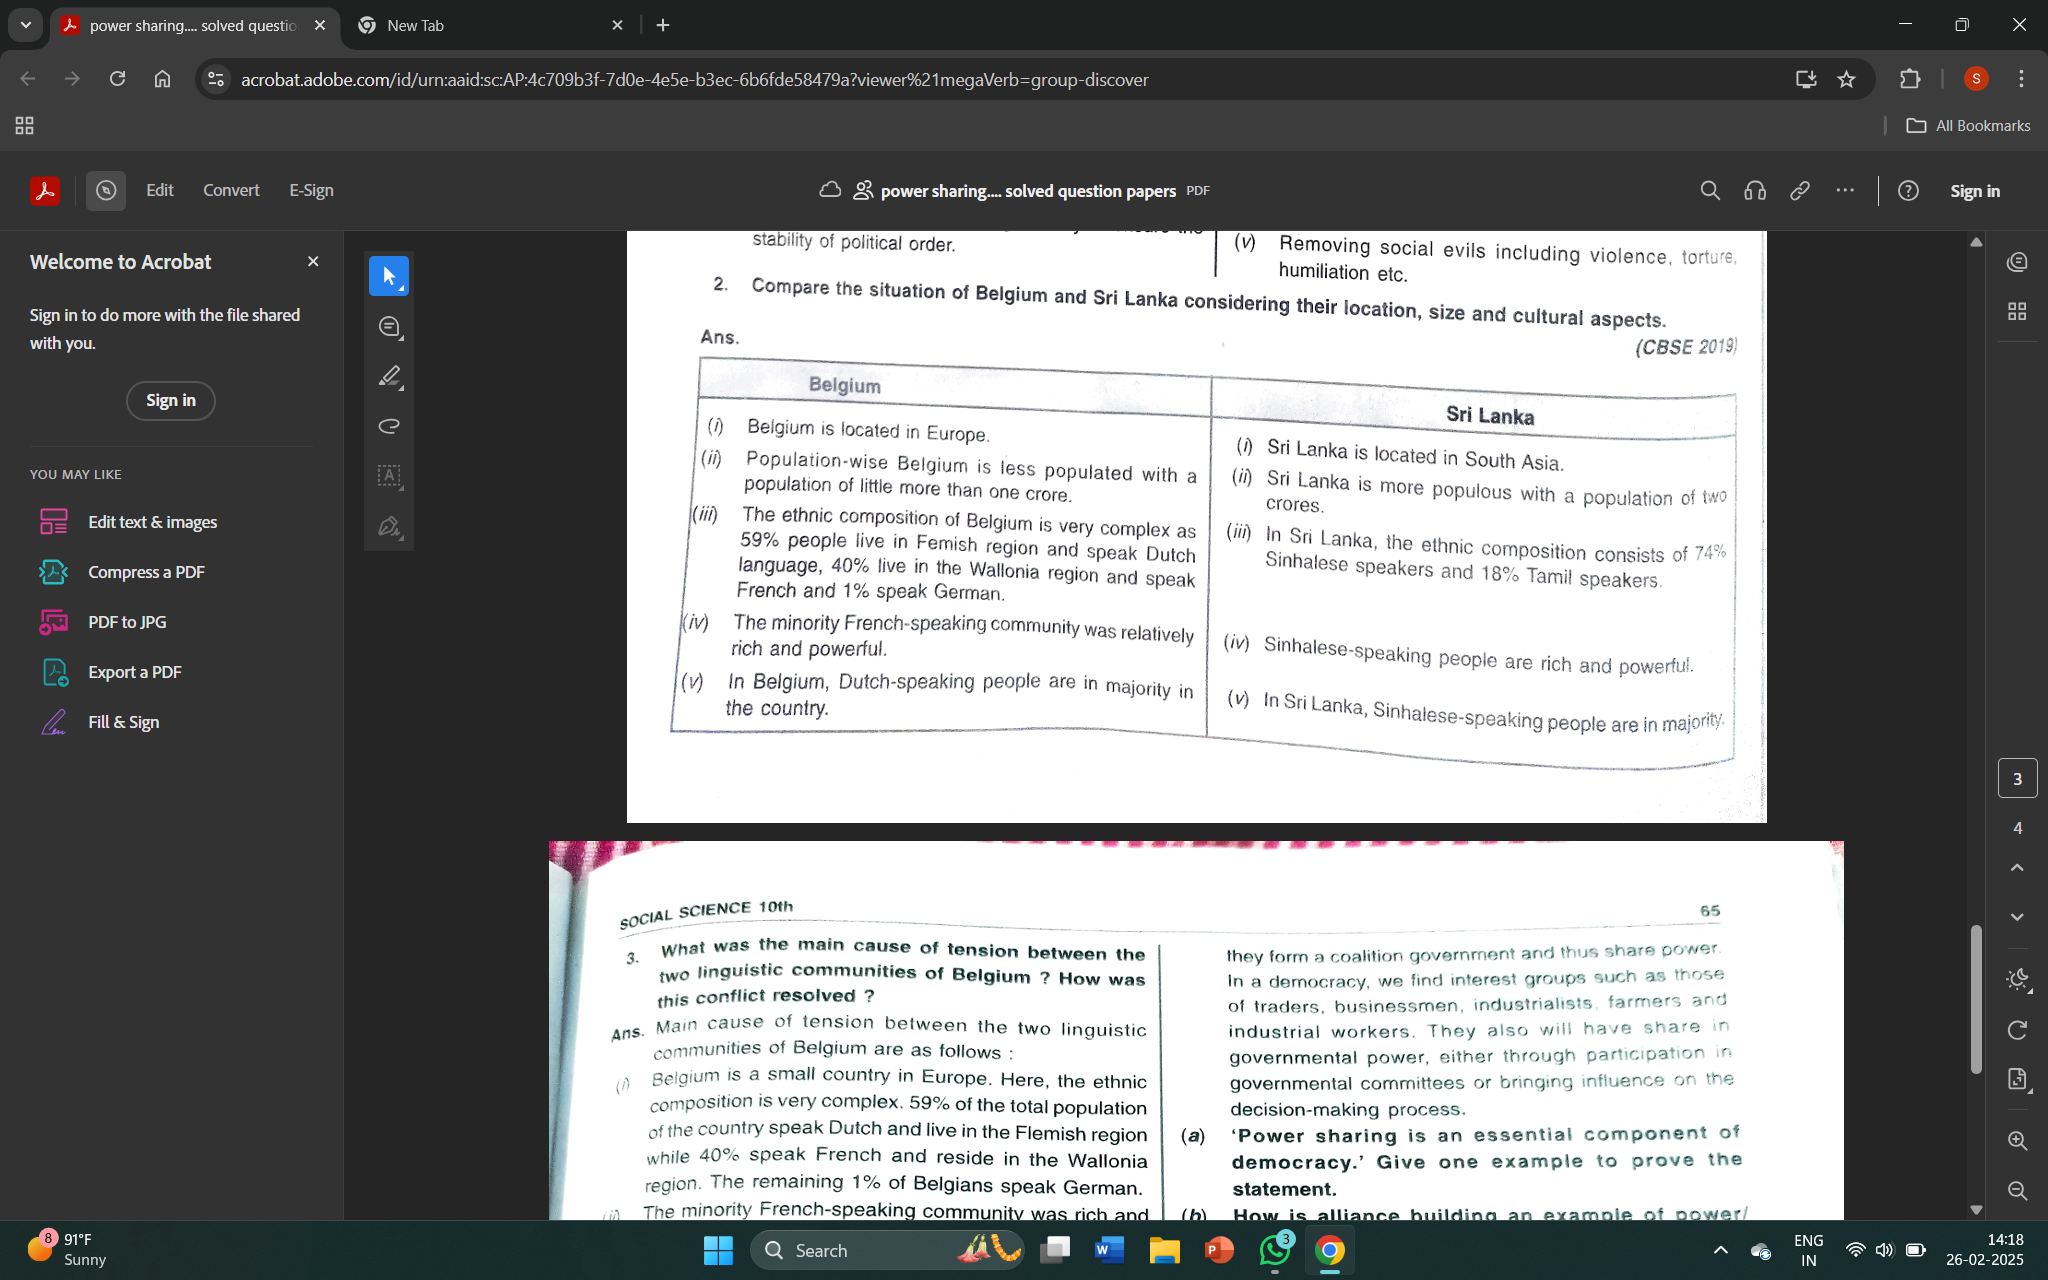 power sharing.... solved questio
New Tab
acrobat.adobe.com/id/urn:aaid:sc:AP:4c709b3f-7d0e-4e5e-b3ec-6b6fde58479a?viewer%21megaVerb=group-discover
S
All Bookmarks
Edit
Convert
E-Sign
power sharing.... solved question papers PDF
Sign in
Welcome to Acrobat
Sign in to do more with the file shared
with you.
Sign in
YOU MAY LIKE
Edit text & images
Compress a PDF
PDF to JPG
Export a PDF
Fill & Sign
stability of political order.
(v) Removing social evils including violence, torture,
humiliation etc.
2. Compare the situation of Belgium and Sri Lanka considering their location, size and cultural aspects.
(CBSE 2019)
Ans.
Belgium
(i) Belgium is located in Europe.
(ii) Population-wise Belgium is less populated with a
population of little more than one crore.
(iii) The ethnic composition of Belgium is very complex as
59% people live in Femish region and speak Dutch
language, 40% live in the Wallonia region and speak
French and 1% speak German.
(iv) The minority French-speaking community was relatively
rich and powerful.
(v) In Belgium, Dutch-speaking people are in majority in
the country.
Sri Lanka
(i) Sri Lanka is located in South Asia.
(ii) Sri Lanka is more populous with a population of two
crores.
(iii) In Sri Lanka, the ethnic composition consists of 74%
Sinhalese speakers and 18% Tamil speakers.
(iv) Sinhalese-speaking people are rich and powerful.
(v) In Sri Lanka, Sinhalese-speaking people are in majority.
SOCIAL SCIENCE 10th
65
3. What was the main cause of tension between the
two linguistic communities of Belgium ? How was
this conflict resolved ?
Ans. Main cause of tension between the two linguistic
communities of Belgium are as follows :
(i) Belgium is a small country in Europe. Here, the ethnic
composition is very complex. 59% of the total population
of the country speak Dutch and live in the Flemish region
while 40% speak French and reside in the Wallonia
region. The remaining 1% of Belgians speak German.
(ii) The minority French-speaking community was rich and
they form a coalition government and thus share power.
In a democracy, we find interest groups such as those
of traders, businessmen, industrialists, farmers and
industrial workers. They also will have share in
governmental power, either through participation in
governmental committees or bringing influence on the
decision-making process.
(a) 'Power sharing is an essential component of
democracy.' Give one example to prove the
statement.
(b) How is alliance building an example of power/
3
4
8
91°F
Sunny
Search
3
ENG
IN
14:18
26-02-2025